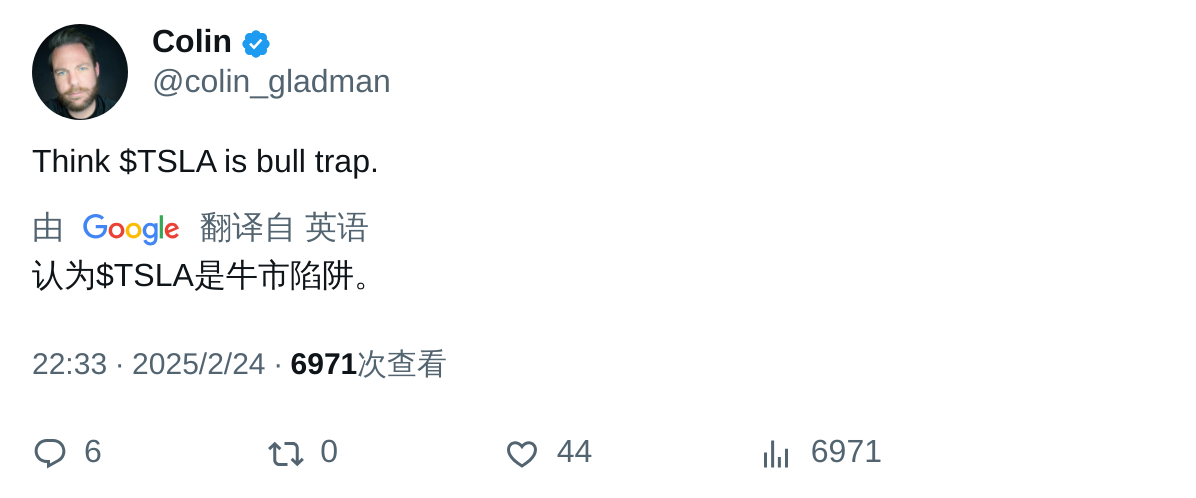 Colin
@colin_gladman
Think $TSLA is bull trap.
由 Google 翻译自 英语
认为$TSLA是牛市陷阱。
22:33 · 2025/2/24 · 6971次查看
6 0 44 6971